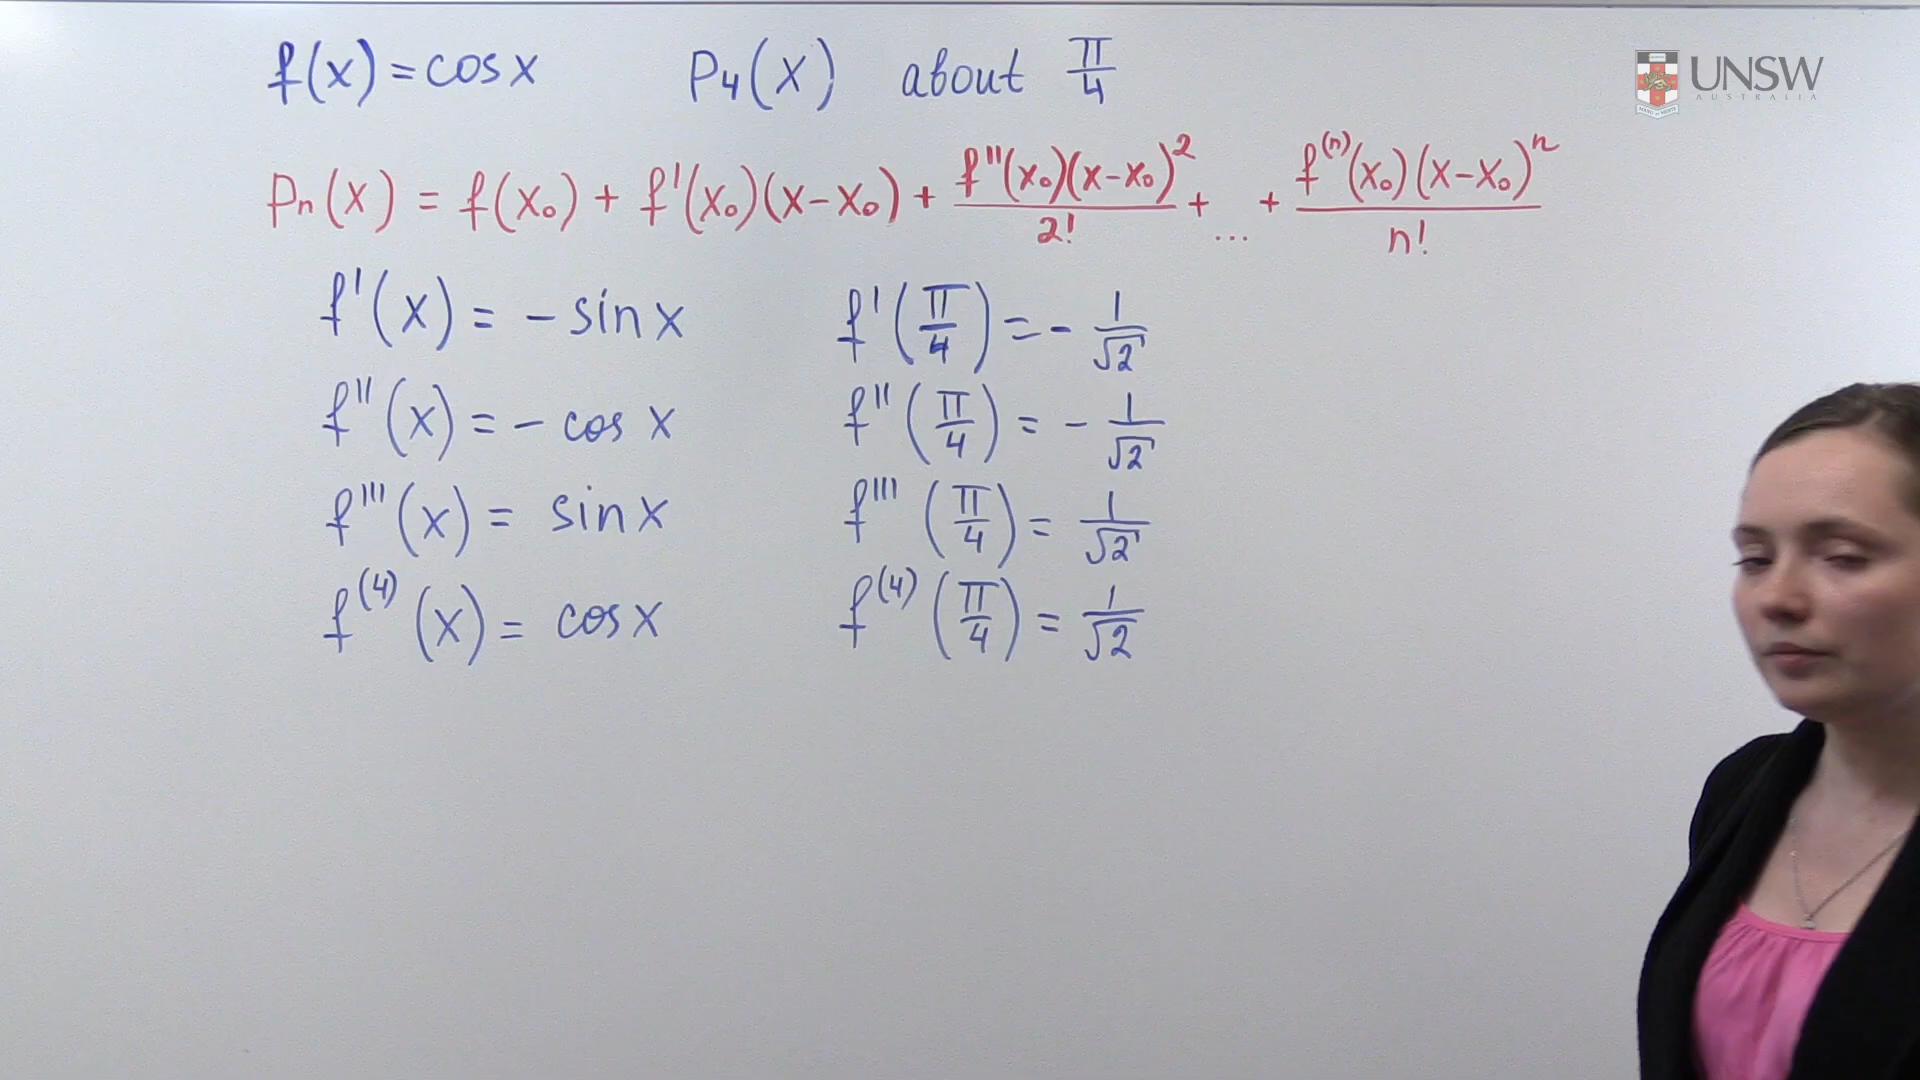 f(x) = cos x P₄(x) about π/4
UNSW
AUSTRALIA
Pₙ(x) = f(x₀) + f'(x₀)(x-x₀) + f''(x₀)(x-x₀)²/2! + ... + f⁽ⁿ⁾(x₀)(x-x₀)ⁿ/n!
f'(x) = - sin x f'(π/4) = - 1/√2
f''(x) = - cos x f''(π/4) = - 1/√2
f'''(x) = sin x f'''(π/4) = 1/√2
f⁽⁴⁾(x) = cos x f⁽⁴⁾(π/4) = 1/√2